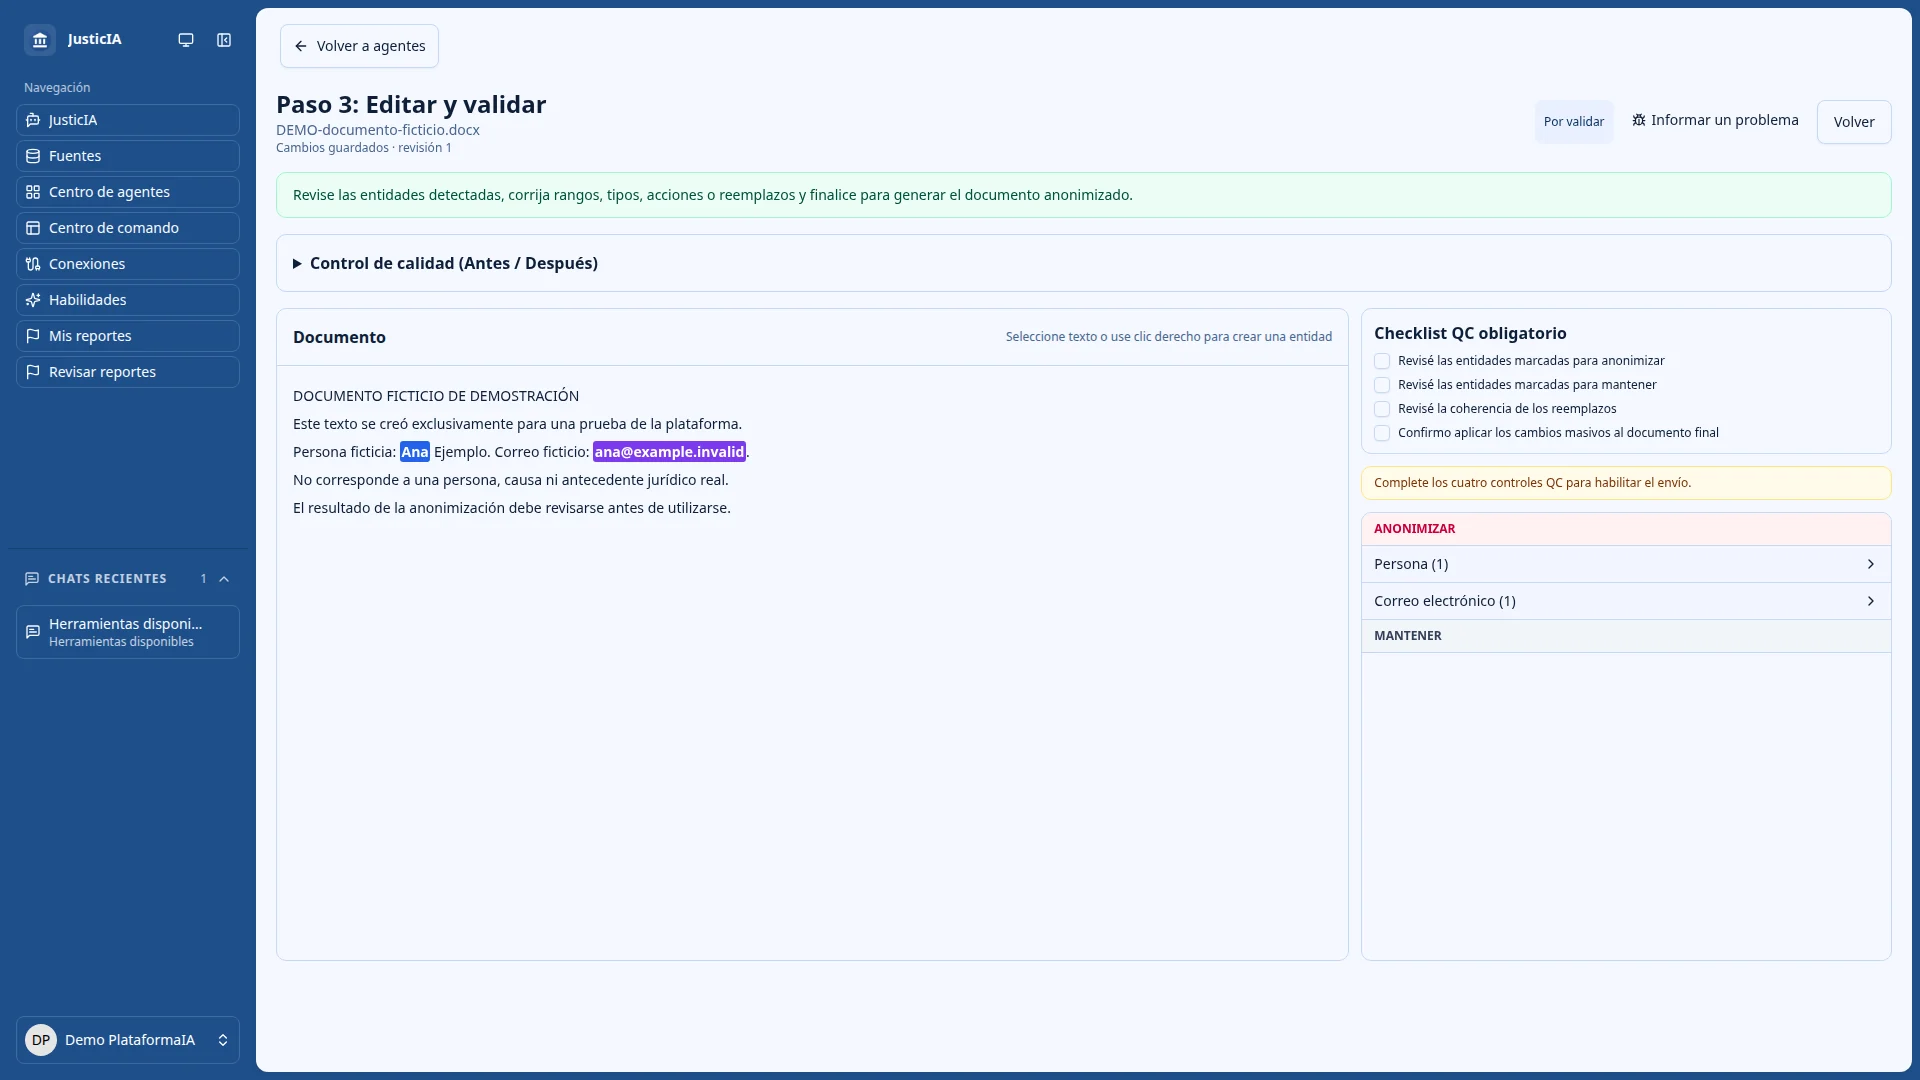 JusticIA
Navegación
JusticIA
Fuentes
Centro de agentes
Centro de comando
Conexiones
Habilidades
Mis reportes
Revisar reportes
CHATS RECIENTES 1
Herramientas disponi...
Herramientas disponibles
DP Demo PlataformaIA
Volver a agentes
Paso 3: Editar y validar
DEMO-documento-ficticio.docx
Cambios guardados · revisión 1
Por validar
Informar un problema
Volver
Revise las entidades detectadas, corrija rangos, tipos, acciones o reemplazos y finalice para generar el documento anonimizado.
Control de calidad (Antes / Después)
Documento
Seleccione texto o use clic derecho para crear una entidad
DOCUMENTO FICTICIO DE DEMOSTRACIÓN
Este texto se creó exclusivamente para una prueba de la plataforma.
Persona ficticia: Ana Ejemplo. Correo ficticio: ana@example.invalid.
No corresponde a una persona, causa ni antecedente jurídico real.
El resultado de la anonimización debe revisarse antes de utilizarse.
Checklist QC obligatorio
Revisé las entidades marcadas para anonimizar
Revisé las entidades marcadas para mantener
Revisé la coherencia de los reemplazos
Confirmo aplicar los cambios masivos al documento final
Complete los cuatro controles QC para habilitar el envío.
ANONIMIZAR
Persona (1)
Correo electrónico (1)
MANTENER